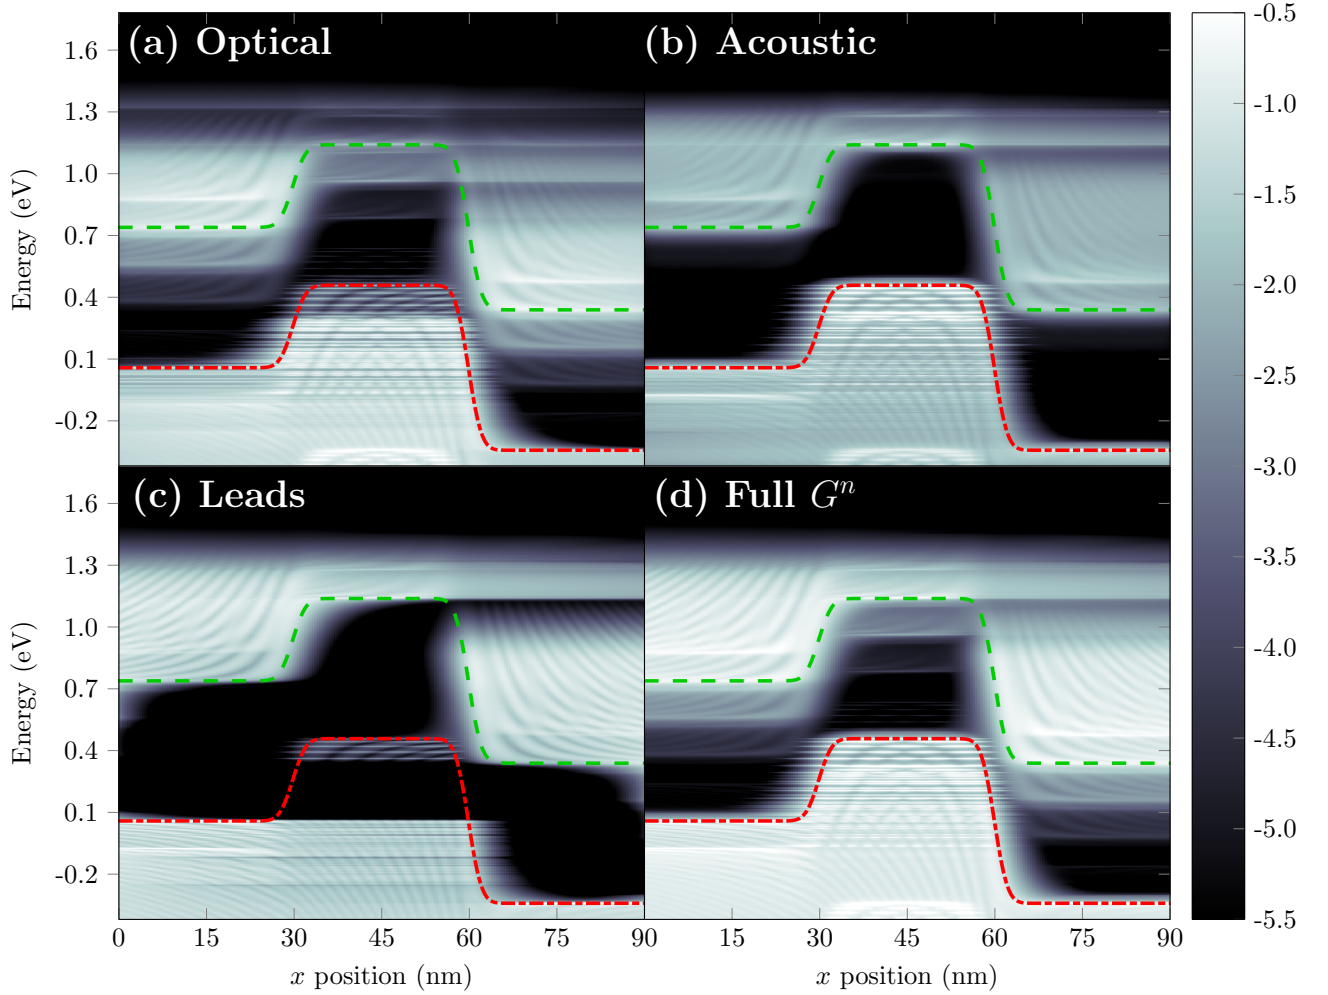 (a) Optical
(b) Acoustic
1.6
1.3
1.0
0.7
0.4
0.1
-0.2
Energy (eV)
(c) Leads
(d) Full Gⁿ
1.6
1.3
1.0
0.7
0.4
0.1
-0.2
Energy (eV)
0 15 30 45 60 75 90
x position (nm)
15 30 45 60 75 90
x position (nm)
-0.5
-1.0
-1.5
-2.0
-2.5
-3.0
-3.5
-4.0
-4.5
-5.0
-5.5